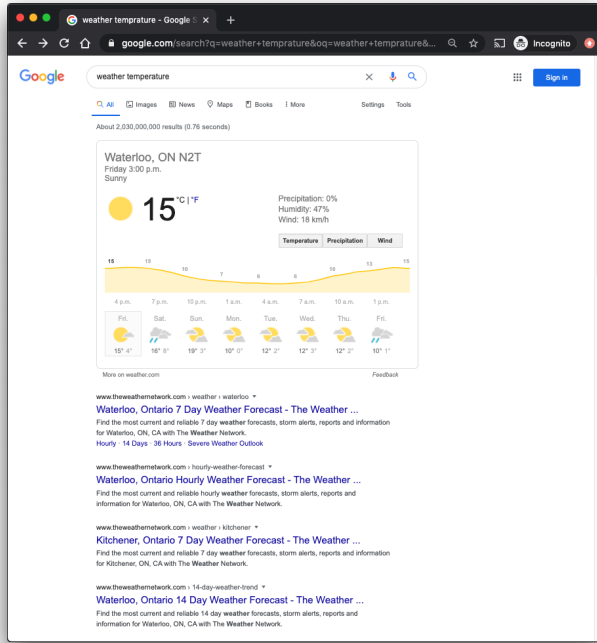 weather temprature - Google S
google.com/search?q=weather+temprature&oq=weather+temprature&...
Incognito
Google
weather temperature
Sign in
All Images News Maps Books More Settings Tools
About 2,030,000,000 results (0.76 seconds)
Waterloo, ON N2T
Friday 3:00 p.m.
Sunny
15 °C | °F
Precipitation: 0%
Humidity: 47%
Wind: 18 km/h
Temperature Precipitation Wind
15 15 10 7 6 6 10 13 15
4 p.m. 7 p.m. 10 p.m. 1 a.m. 4 a.m. 7 a.m. 10 a.m. 1 p.m.
Fri. Sat. Sun. Mon. Tue. Wed. Thu. Fri.
15° 4° 16° 8° 19° 3° 10° 0° 12° 2° 12° 3° 12° 2° 10° 1°
More on weather.com Feedback
www.theweathernetwork.com › weather › waterloo
Waterloo, Ontario 7 Day Weather Forecast - The Weather ...
Find the most current and reliable 7 day weather forecasts, storm alerts, reports and information
for Waterloo, ON, CA with The Weather Network.
Hourly · 14 Days · 36 Hours · Severe Weather Outlook
www.theweathernetwork.com › hourly-weather-forecast
Waterloo, Ontario Hourly Weather Forecast - The Weather ...
Find the most current and reliable hourly weather forecasts, storm alerts, reports and
information for Waterloo, ON, CA with The Weather Network.
www.theweathernetwork.com › weather › kitchener
Kitchener, Ontario 7 Day Weather Forecast - The Weather ...
Find the most current and reliable 7 day weather forecasts, storm alerts, reports and information
for Kitchener, ON, CA with The Weather Network.
www.theweathernetwork.com › 14-day-weather-trend
Waterloo, Ontario 14 Day Weather Forecast - The Weather ...
Find the most current and reliable 14 day weather forecasts, storm alerts, reports and
information for Waterloo, ON, CA with The Weather Network.